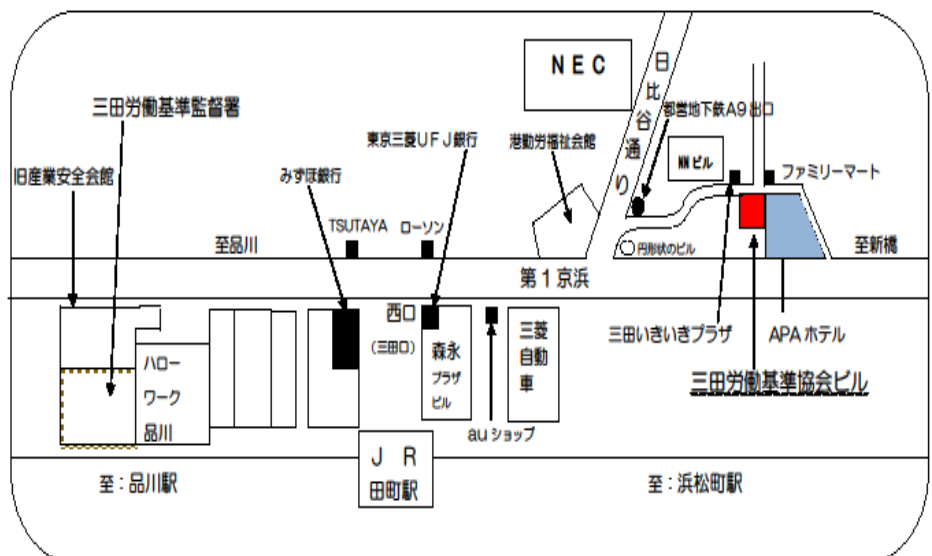 NEC
日比谷通り
三田労働基準監督署
都営地下鉄A9出口
東京三菱UFJ銀行
港勤労福祉会館
NNビル
旧産業安全会館
みずほ銀行
ファミリーマート
TSUTAYA
ローソン
至品川
円形状のビル
至新橋
第1京浜
西口
(三田口)
森永
プラザ
ビル
三菱
自動
車
三田いきいきプラザ
APAホテル
ハロー
ワーク
品川
三田労働基準協会ビル
auショップ
JR
田町駅
至:品川駅
至:浜松町駅